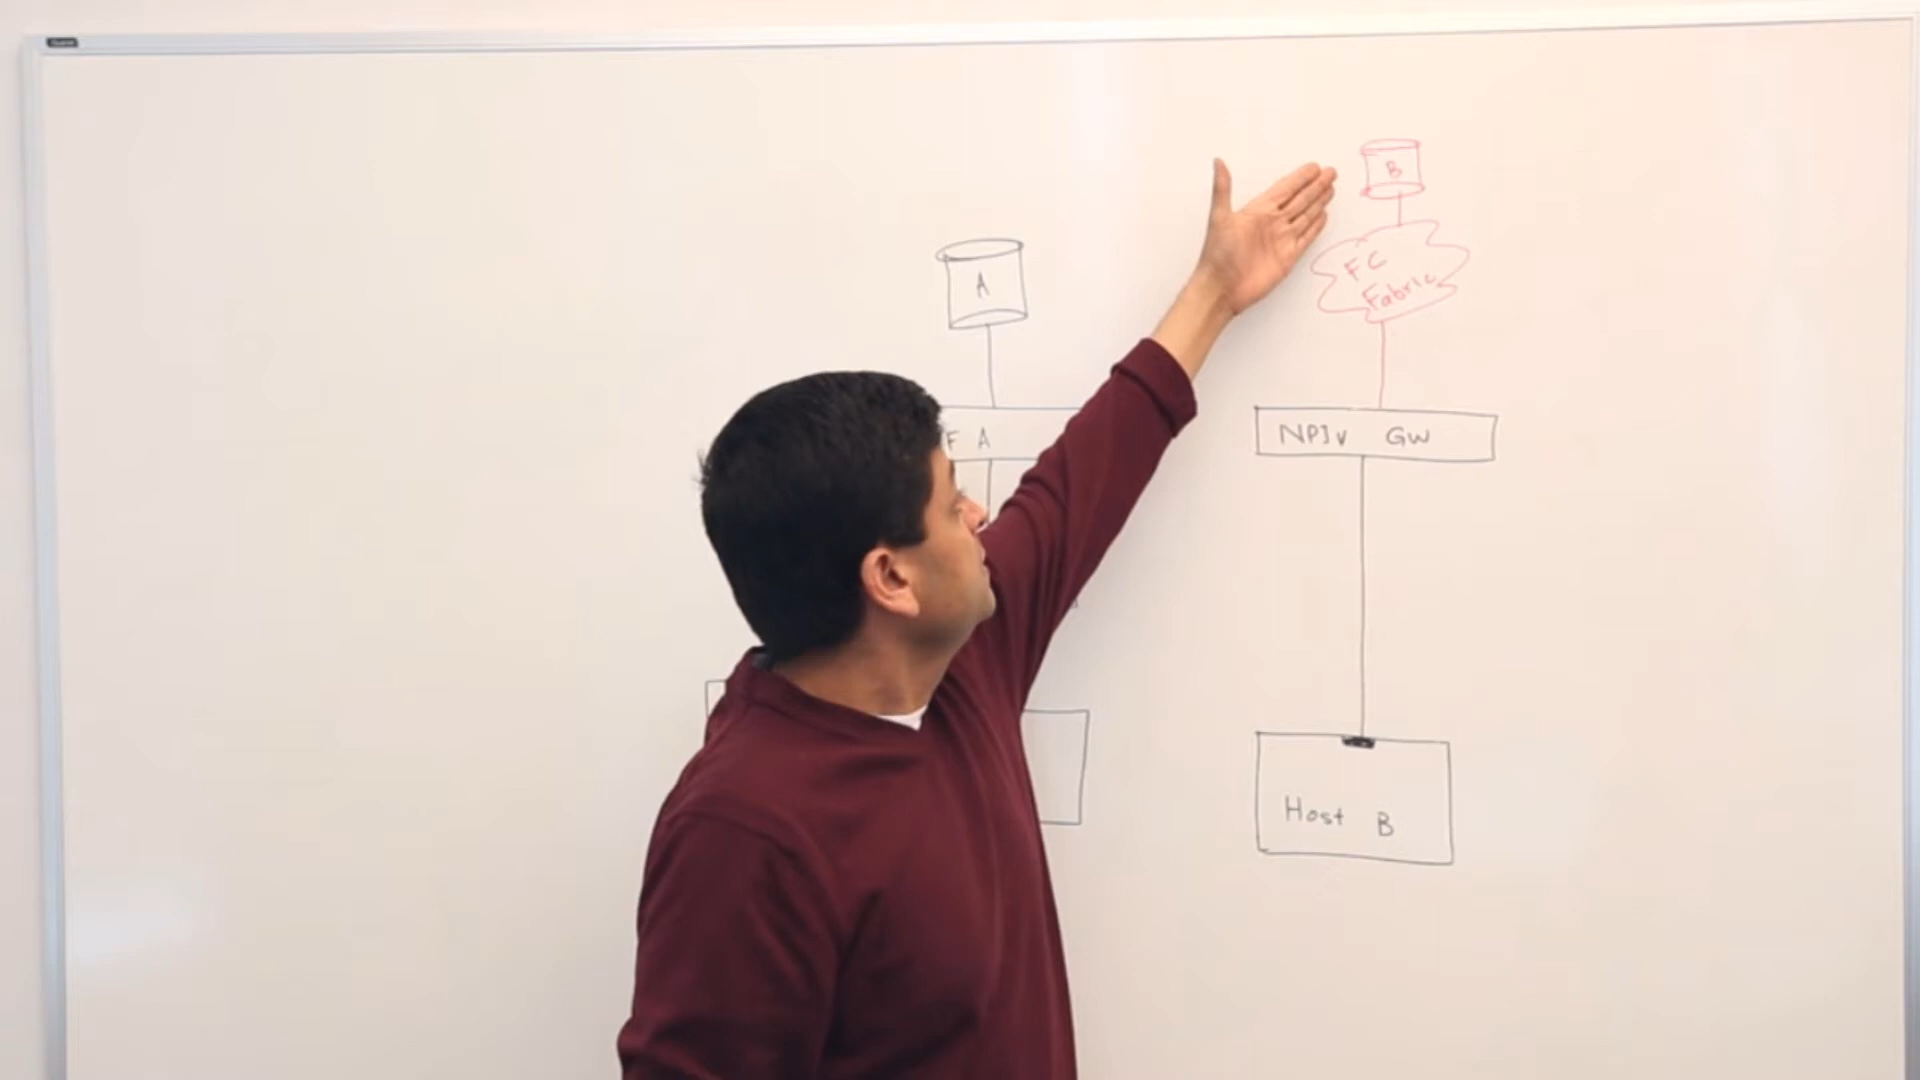 B
FC
Fabric
A
F A
NPIV GW
Host B